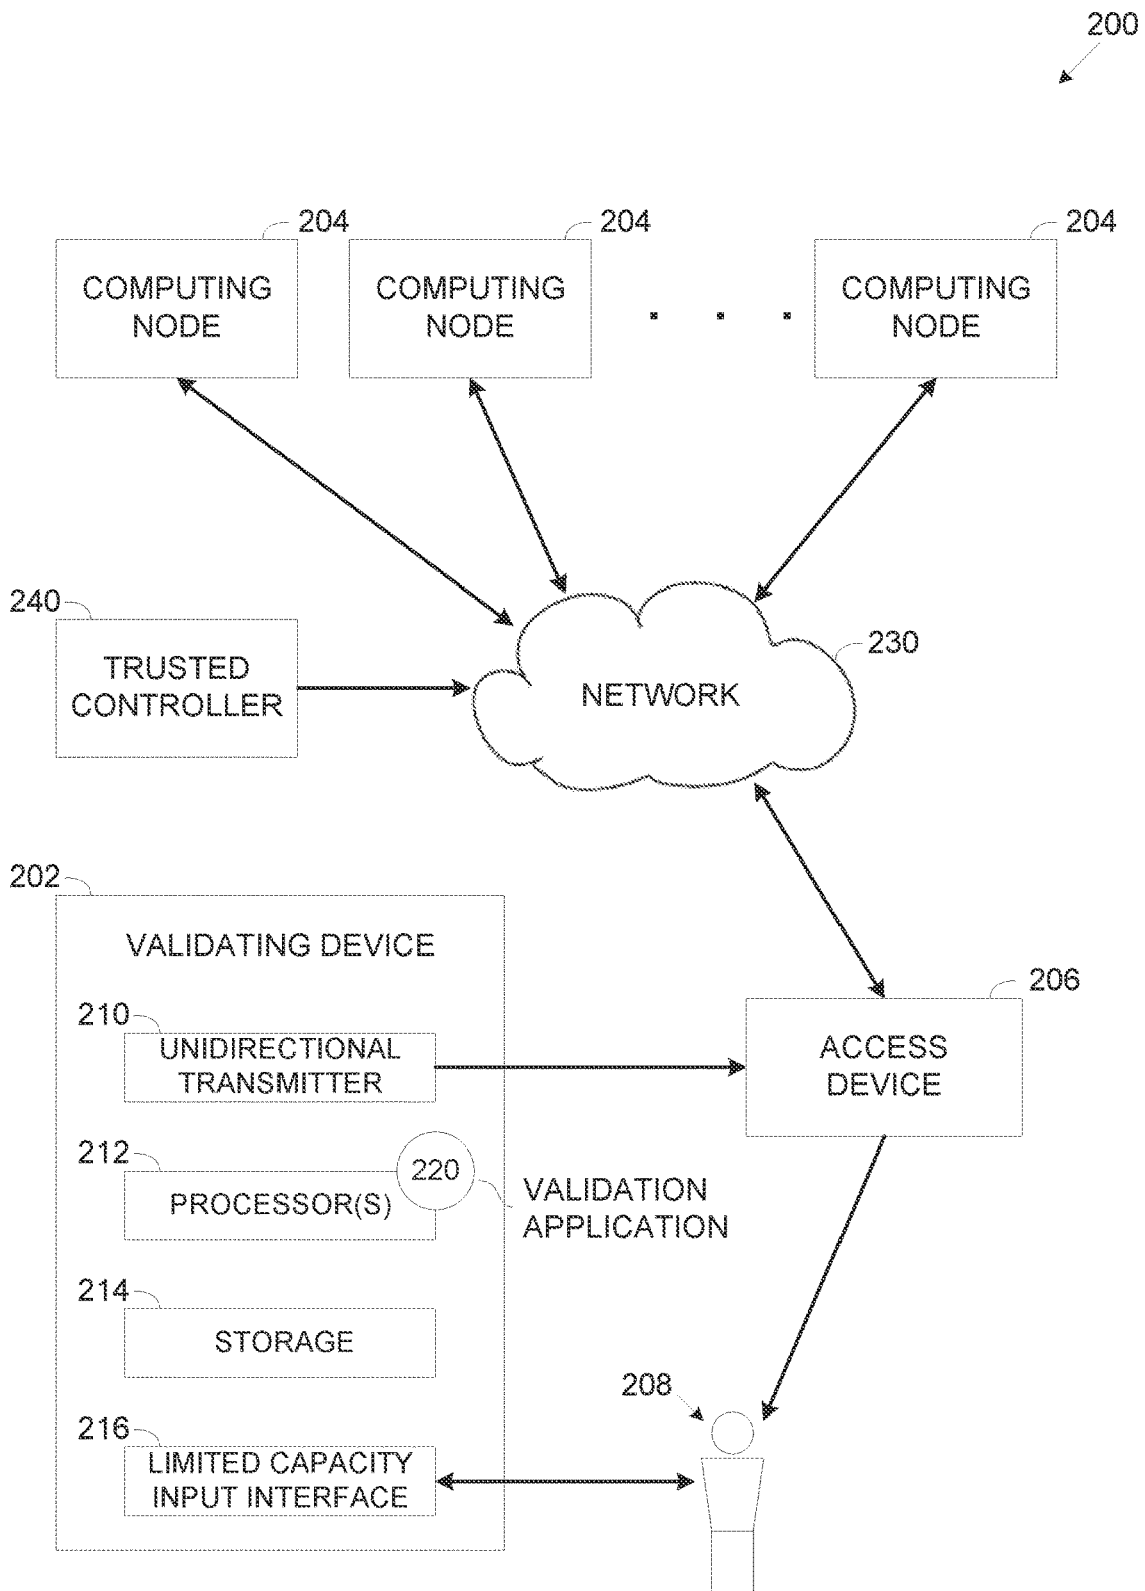 200
204
204
204
COMPUTING
NODE
COMPUTING
NODE
. . .
COMPUTING
NODE
240
TRUSTED
CONTROLLER
230
NETWORK
202
VALIDATING DEVICE
206
ACCESS
DEVICE
210
UNIDIRECTIONAL
TRANSMITTER
212
PROCESSOR(S)
220
VALIDATION
APPLICATION
214
STORAGE
208
216
LIMITED CAPACITY
INPUT INTERFACE